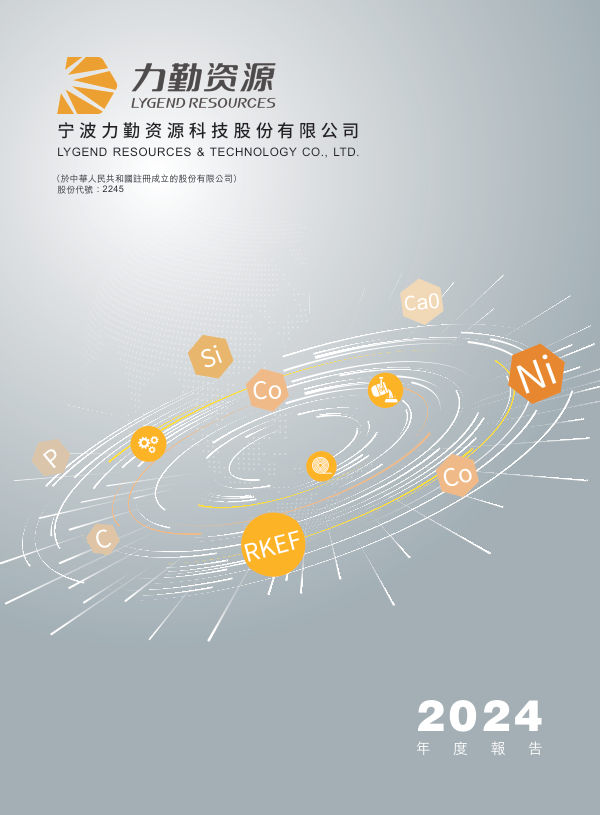 力勤资源
LYGEND RESOURCES
宁波力勤资源科技股份有限公司
LYGEND RESOURCES & TECHNOLOGY CO., LTD.
（於中華人民共和國註冊成立的股份有限公司）
股份代號：2245
Ca0
Si
Ni
Co
P
Co
C
RKEF
2024
年度報告